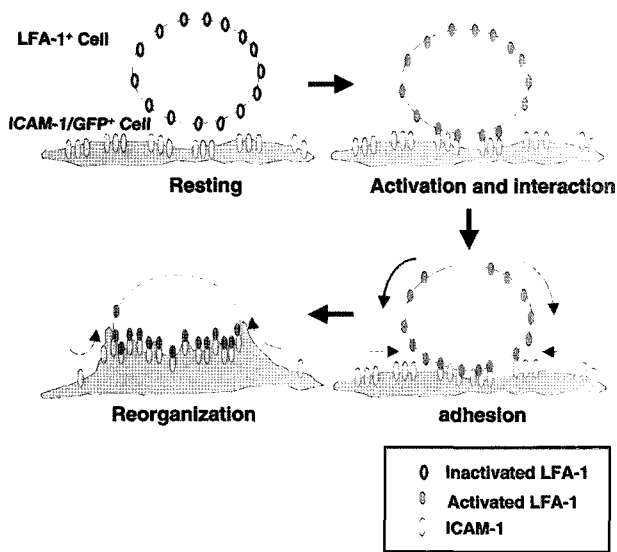 LFA-1⁺ Cell
ICAM-1/GFP⁺ Cell
Resting
Activation and interaction
Reorganization
adhesion
Inactivated LFA-1
Activated LFA-1
ICAM-1